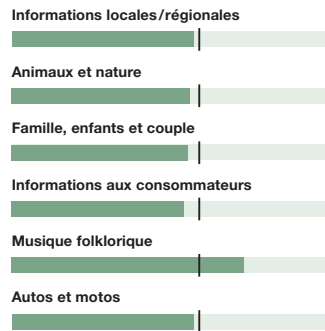 Informations locales/régionales
Animaux et nature
Famille, enfants et couple
Informations aux consommateurs
Musique folklorique
Autos et motos